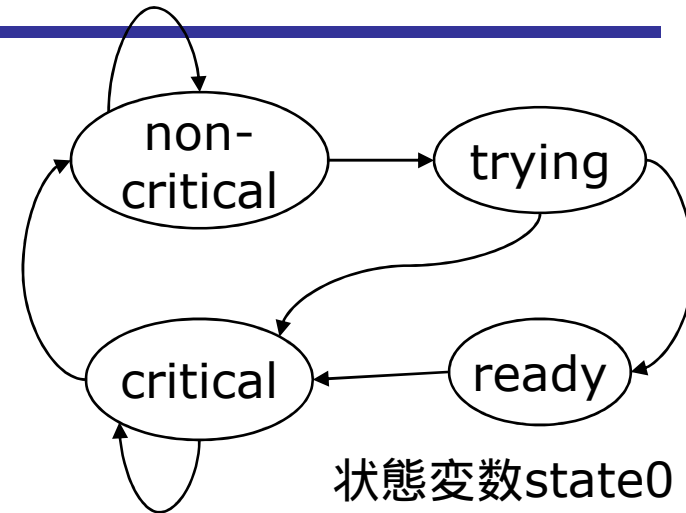 non-
critical
trying
critical
ready
状態変数state0